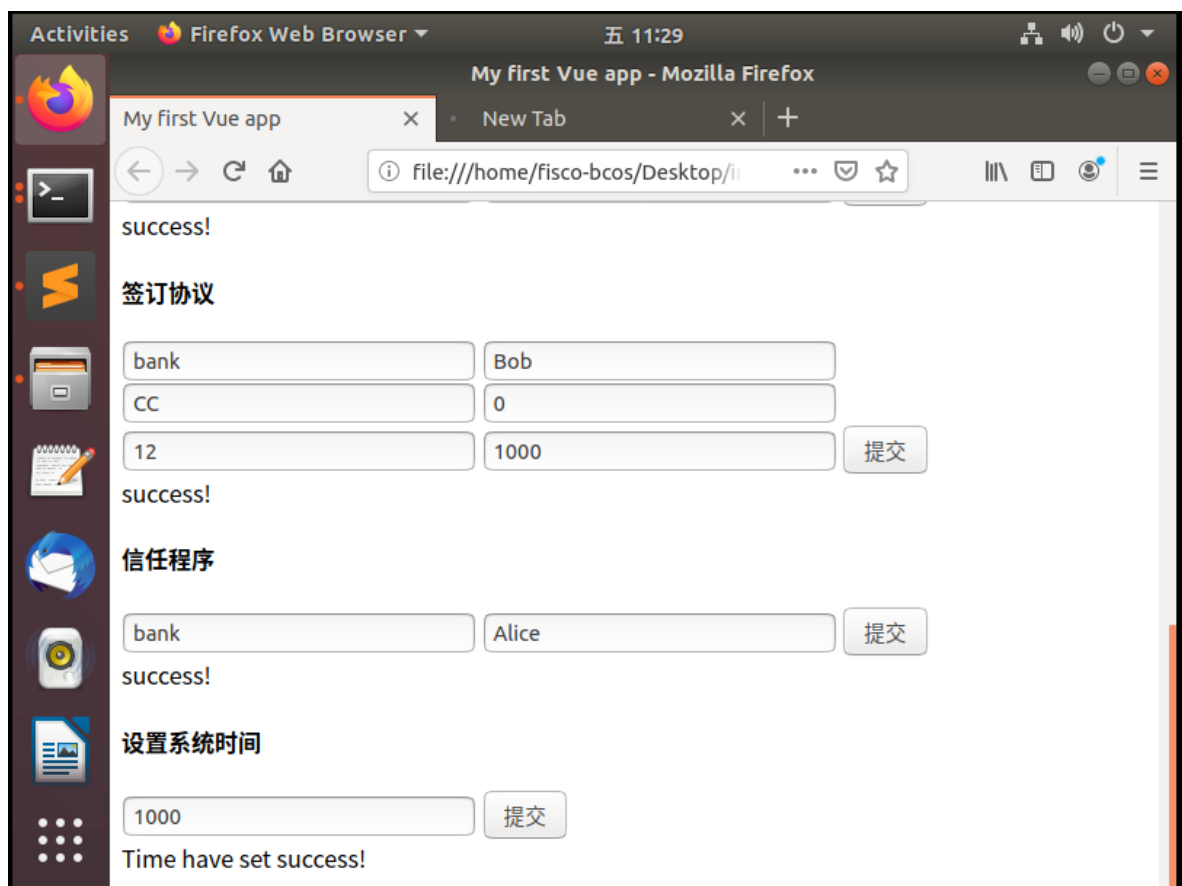 Activities Firefox Web Browser 五 11:29
My first Vue app - Mozilla Firefox
My first Vue app New Tab
file:///home/fisco-bcos/Desktop/
success!
签订协议
bank Bob
CC 0
12 1000 提交
success!
信任程序
bank Alice 提交
success!
设置系统时间
1000 提交
Time have set success!